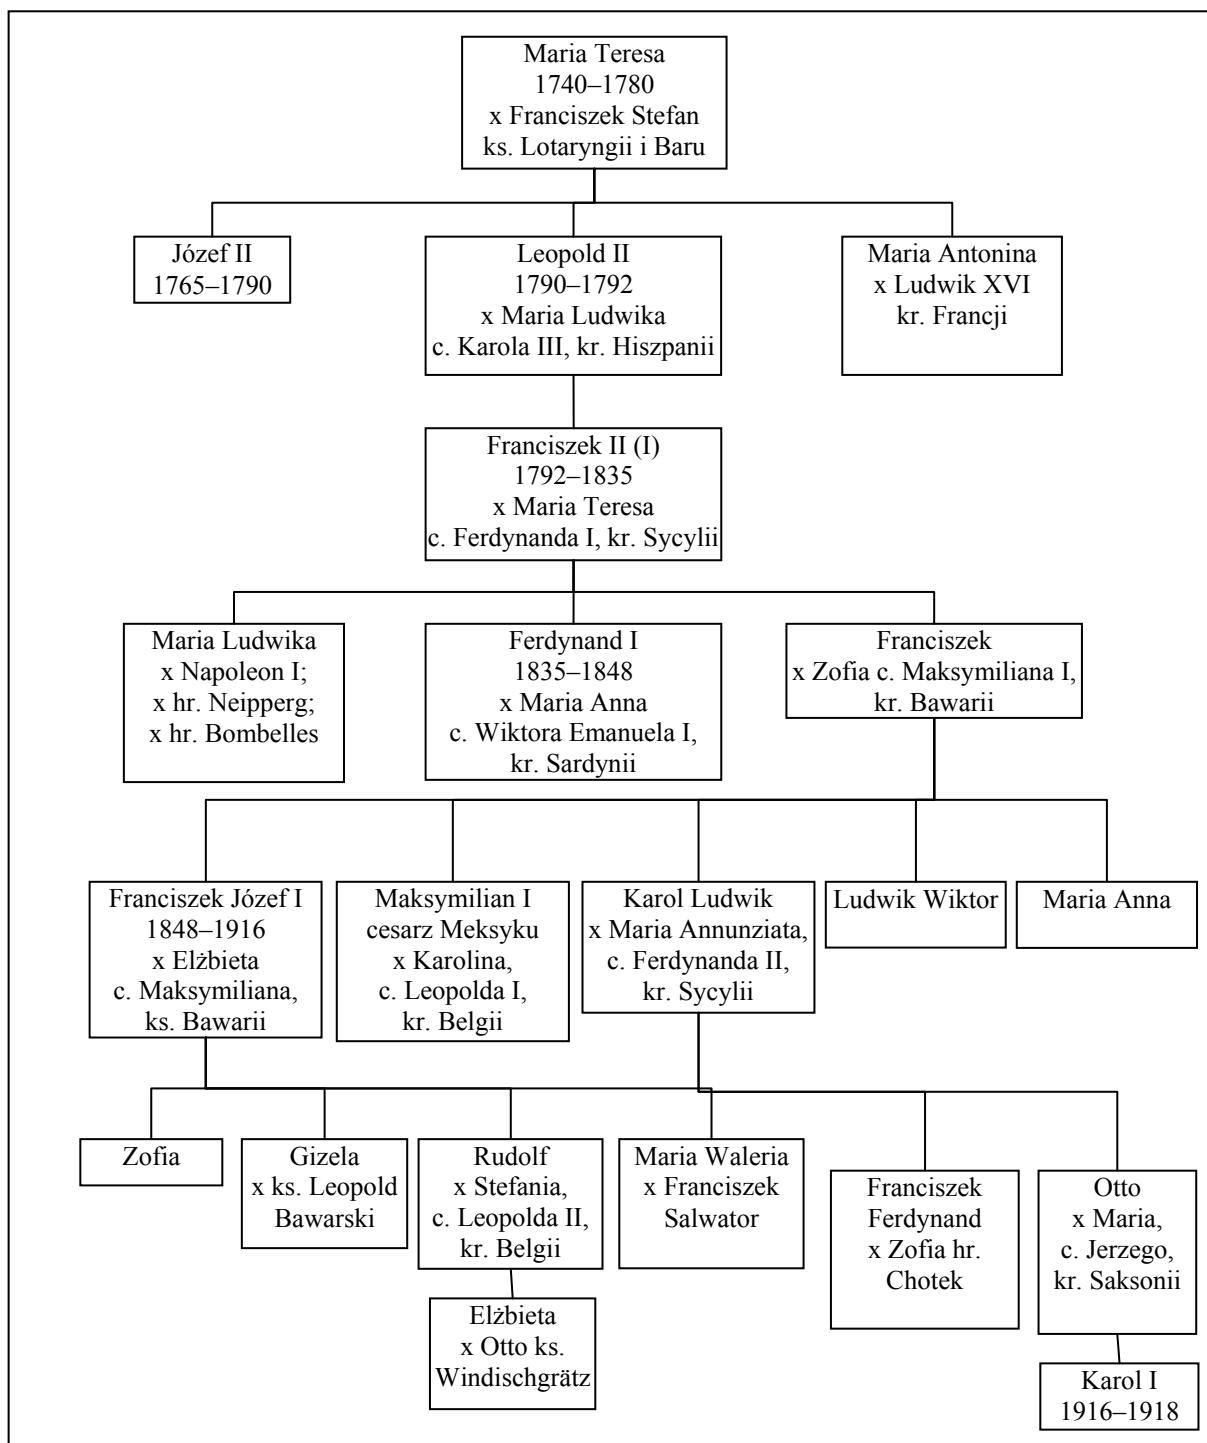 Maria Teresa
1740–1780
x Franciszek Stefan
ks. Lotaryngii i Baru
Józef II
1765–1790
Leopold II
1790–1792
x Maria Ludwika
c. Karola III, kr. Hiszpanii
Maria Antonina
x Ludwik XVI
kr. Francji
Franciszek II (I)
1792–1835
x Maria Teresa
c. Ferdynanda I, kr. Sycylii
Maria Ludwika
x Napoleon I;
x hr. Neipperg;
x hr. Bombelles
Ferdynand I
1835–1848
x Maria Anna
c. Wiktora Emanuela I,
kr. Sardynii
Franciszek
x Zofia c. Maksymiliana I,
kr. Bawarii
Franciszek Józef I
1848–1916
x Elżbieta
c. Maksymiliana,
ks. Bawarii
Maksymilian I
cesarz Meksyku
x Karolina,
c. Leopolda I,
kr. Belgii
Karol Ludwik
x Maria Annunziata,
c. Ferdynanda II,
kr. Sycylii
Ludwik Wiktor
Maria Anna
Zofia
Gizela
x ks. Leopold
Bawarski
Rudolf
x Stefania,
c. Leopolda II,
kr. Belgii
Maria Waleria
x Franciszek
Salwator
Franciszek
Ferdynand
x Zofia hr.
Chotek
Otto
x Maria,
c. Jerzego,
kr. Saksonii
Elżbieta
x Otto ks.
Windischgrätz
Karol I
1916–1918